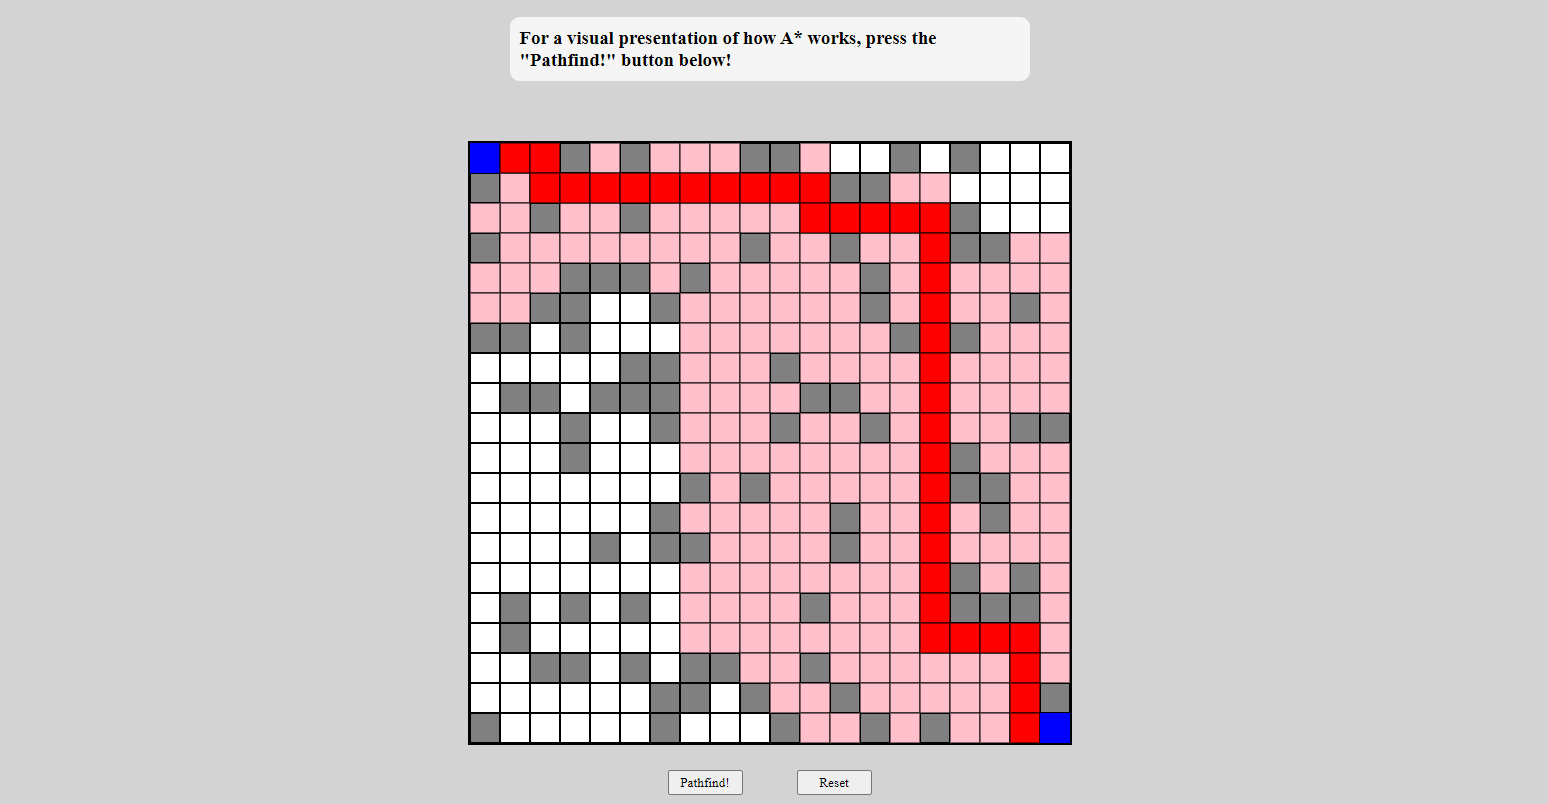 For a visual presentation of how A* works, press the
"Pathfind!" button below!
Pathfind!
Reset